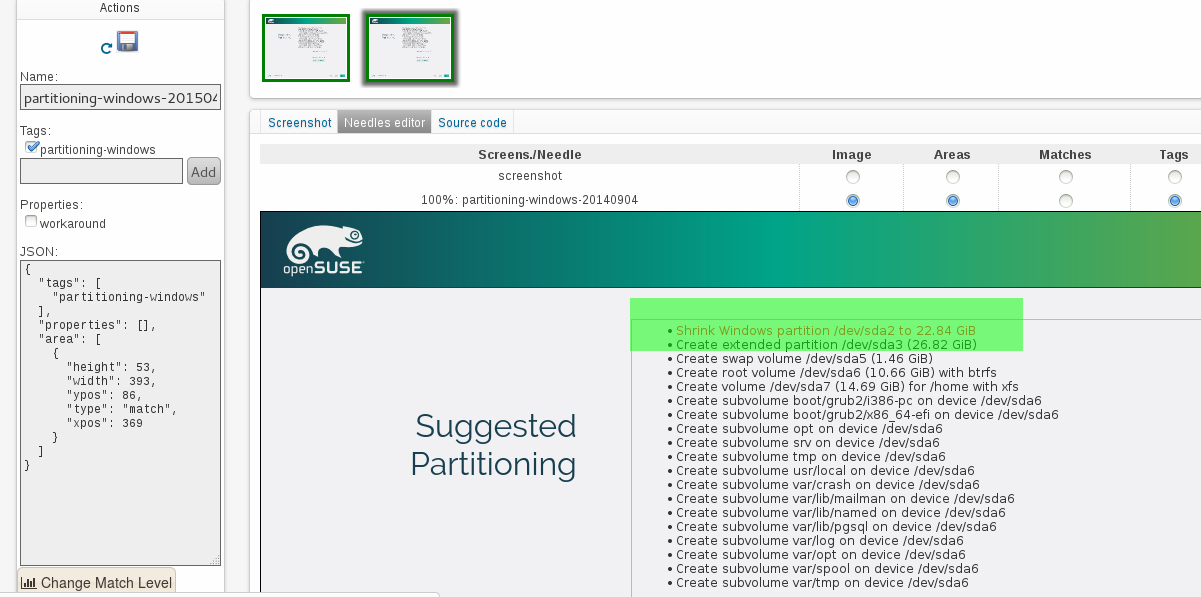 Actions
Name:
partitioning-windows-20150
Tags:
partitioning-windows
Add
Properties:
workaround
JSON:
{
"tags": [
"partitioning-windows"
],
"properties": [],
"area": [
{
"height": 53,
"width": 393,
"ypos": 86,
"type": "match",
"xpos": 369
}
]
}
Change Match Level
Screenshot Needles editor Source code
Screens./Needle Image Areas Matches Tags
screenshot
100%: partitioning-windows-20140904
openSUSE
Suggested
Partitioning
• Shrink Windows partition /dev/sda2 to 22.84 GiB
• Create extended partition /dev/sda3 (26.82 GiB)
• Create swap volume /dev/sda5 (1.46 GiB)
• Create root volume /dev/sda6 (10.66 GiB) with btrfs
• Create volume /dev/sda7 (14.69 GiB) for /home with xfs
• Create subvolume boot/grub2/i386-pc on device /dev/sda6
• Create subvolume boot/grub2/x86_64-efi on device /dev/sda6
• Create subvolume opt on device /dev/sda6
• Create subvolume srv on device /dev/sda6
• Create subvolume tmp on device /dev/sda6
• Create subvolume usr/local on device /dev/sda6
• Create subvolume var/crash on device /dev/sda6
• Create subvolume var/lib/mailman on device /dev/sda6
• Create subvolume var/lib/named on device /dev/sda6
• Create subvolume var/lib/pgsql on device /dev/sda6
• Create subvolume var/log on device /dev/sda6
• Create subvolume var/opt on device /dev/sda6
• Create subvolume var/spool on device /dev/sda6
• Create subvolume var/tmp on device /dev/sda6